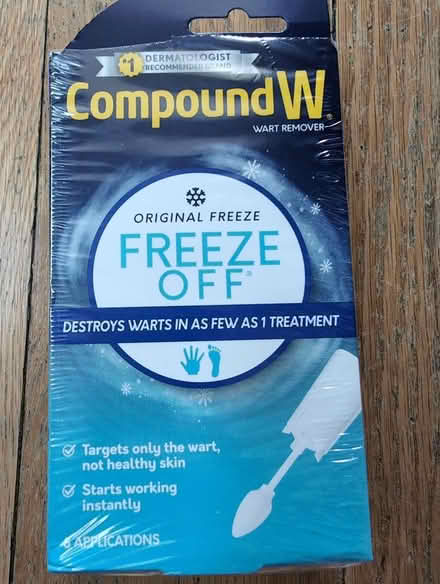 #1 DERMATOLOGIST
RECOMMENDED BRAND
Compound W®
WART REMOVER
ORIGINAL FREEZE
FREEZE
OFF®
DESTROYS WARTS IN AS FEW AS 1 TREATMENT
Targets only the wart,
not healthy skin
Starts working
instantly
8 APPLICATIONS